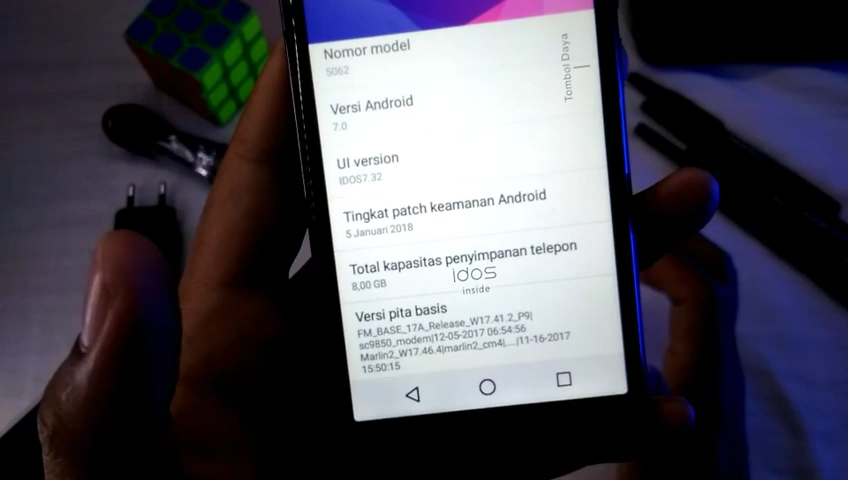 Nomor model
5062
Tombol Daya
Versi Android
7.0
UI version
IDOS7.32
Tingkat patch keamanan Android
5 Januari 2018
Total kapasitas penyimpanan telepon
8,00 GB
idos
inside
Versi pita basis
FM_BASE_17A_Release_W17.41.2_P9|
sc9850_modem|12-05-2017 06:54:56
Marlin2_W17.46.4|marlin2_cm4|....|11-16-2017
15:50:15